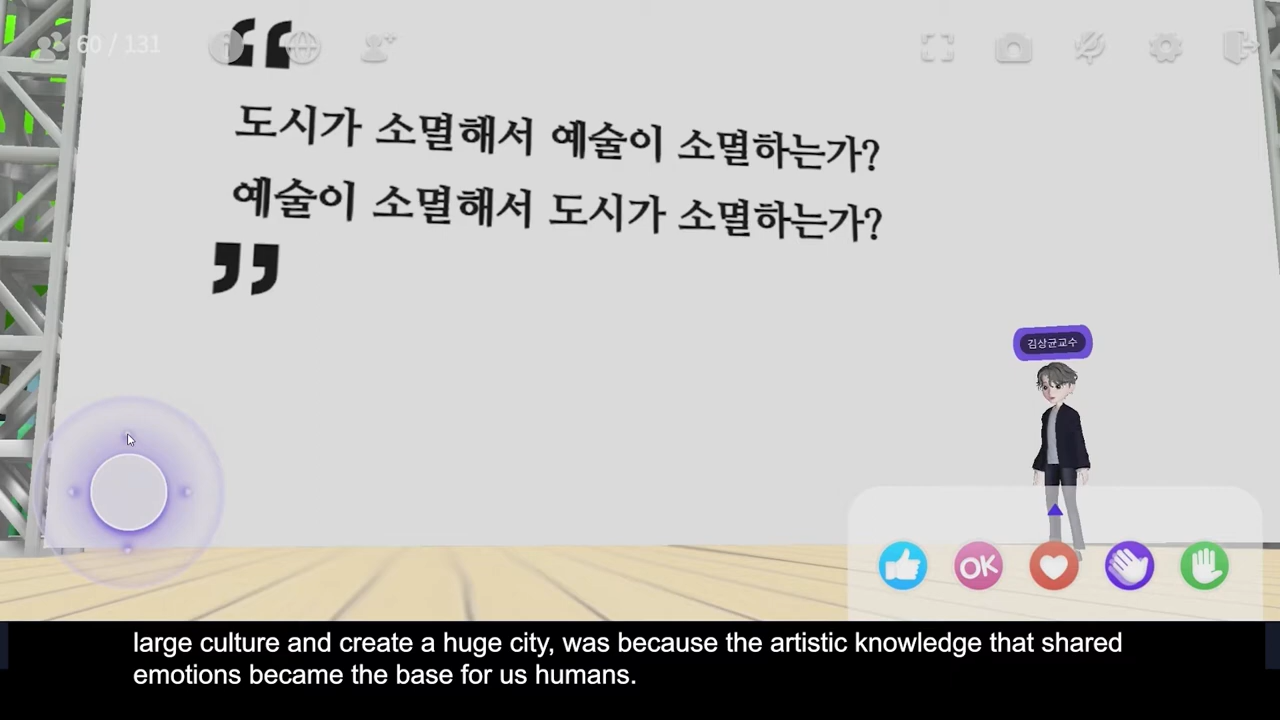 60 / 131
“
도시가 소멸해서 예술이 소멸하는가?
예술이 소멸해서 도시가 소멸하는가?
”
김상균교수
OK
large culture and create a huge city, was because the artistic knowledge that shared
emotions became the base for us humans.